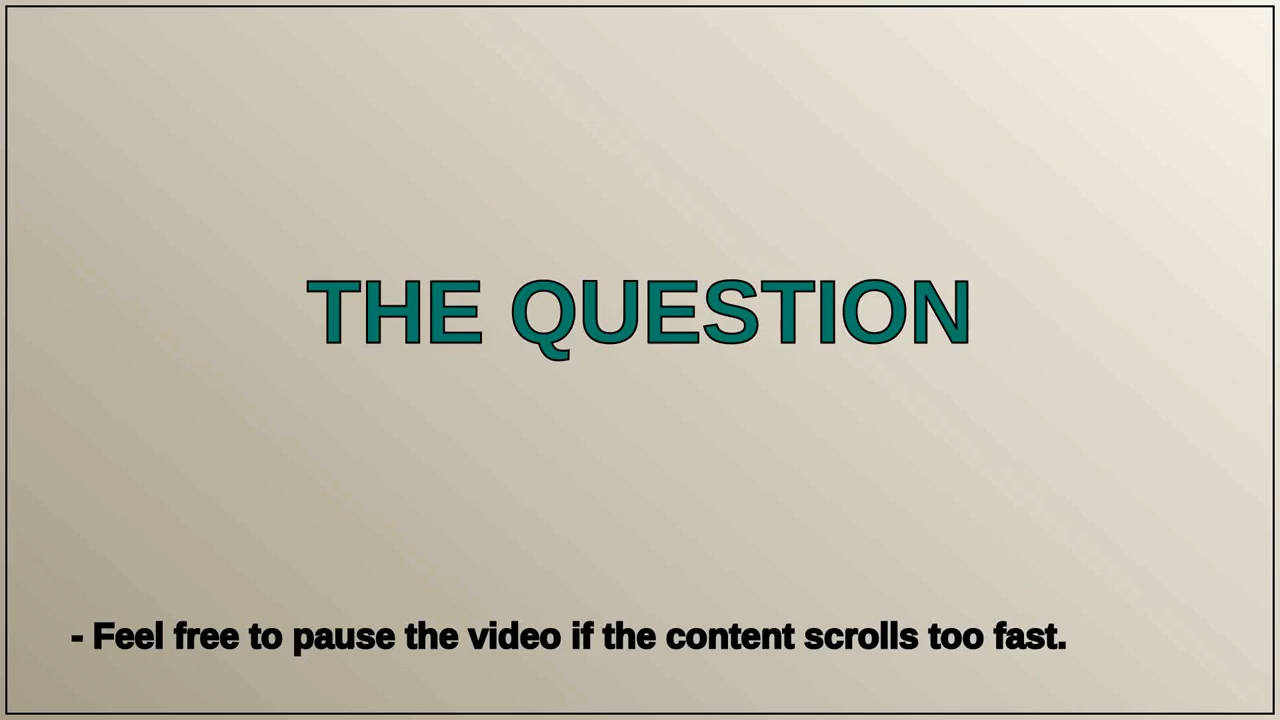 THE QUESTION
- Feel free to pause the video if the content scrolls too fast.